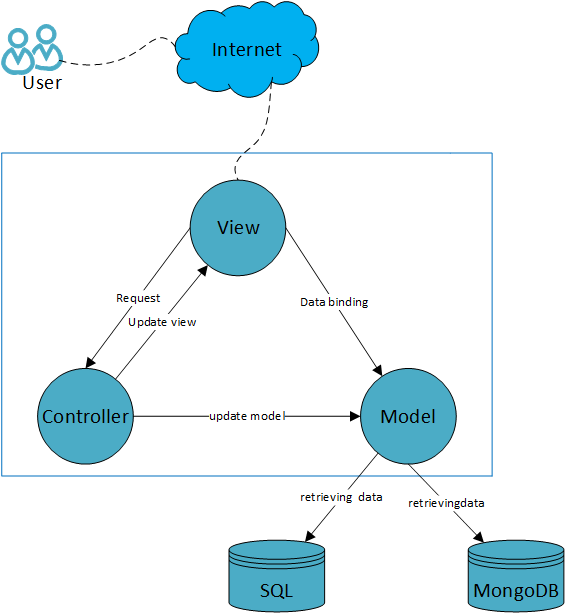 Internet
User
View
Request
Data binding
Update view
Controller
update model
Model
retrieving data
retrievingdata
SQL
MongoDB